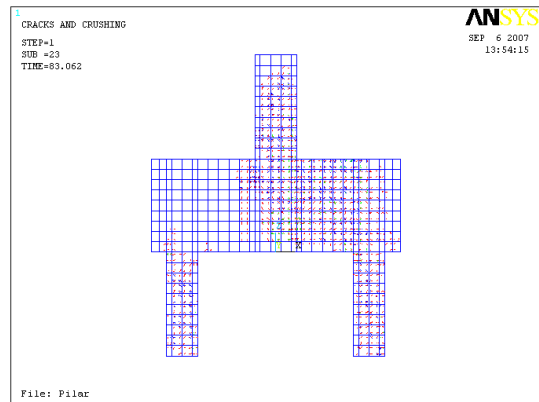 1
CRACKS AND CRUSHING
STEP=1
SUB =23
TIME=83.062
ANSYS
SEP 6 2007
13:54:15
X
File: Pilar